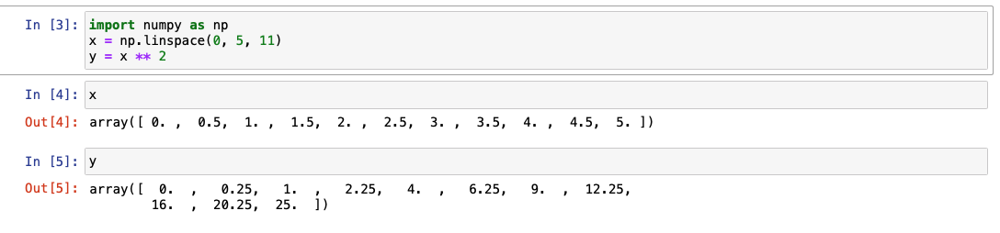 In [3]: import numpy as np
x = np.linspace(0, 5, 11)
y = x ** 2
In [4]: x
Out[4]: array([ 0. ,  0.5,  1. ,  1.5,  2. ,  2.5,  3. ,  3.5,  4. ,  4.5,  5. ])
In [5]: y
Out[5]: array([  0.  ,   0.25,   1.  ,   2.25,   4.  ,   6.25,   9.  ,  12.25,
16.  ,  20.25,  25.  ])